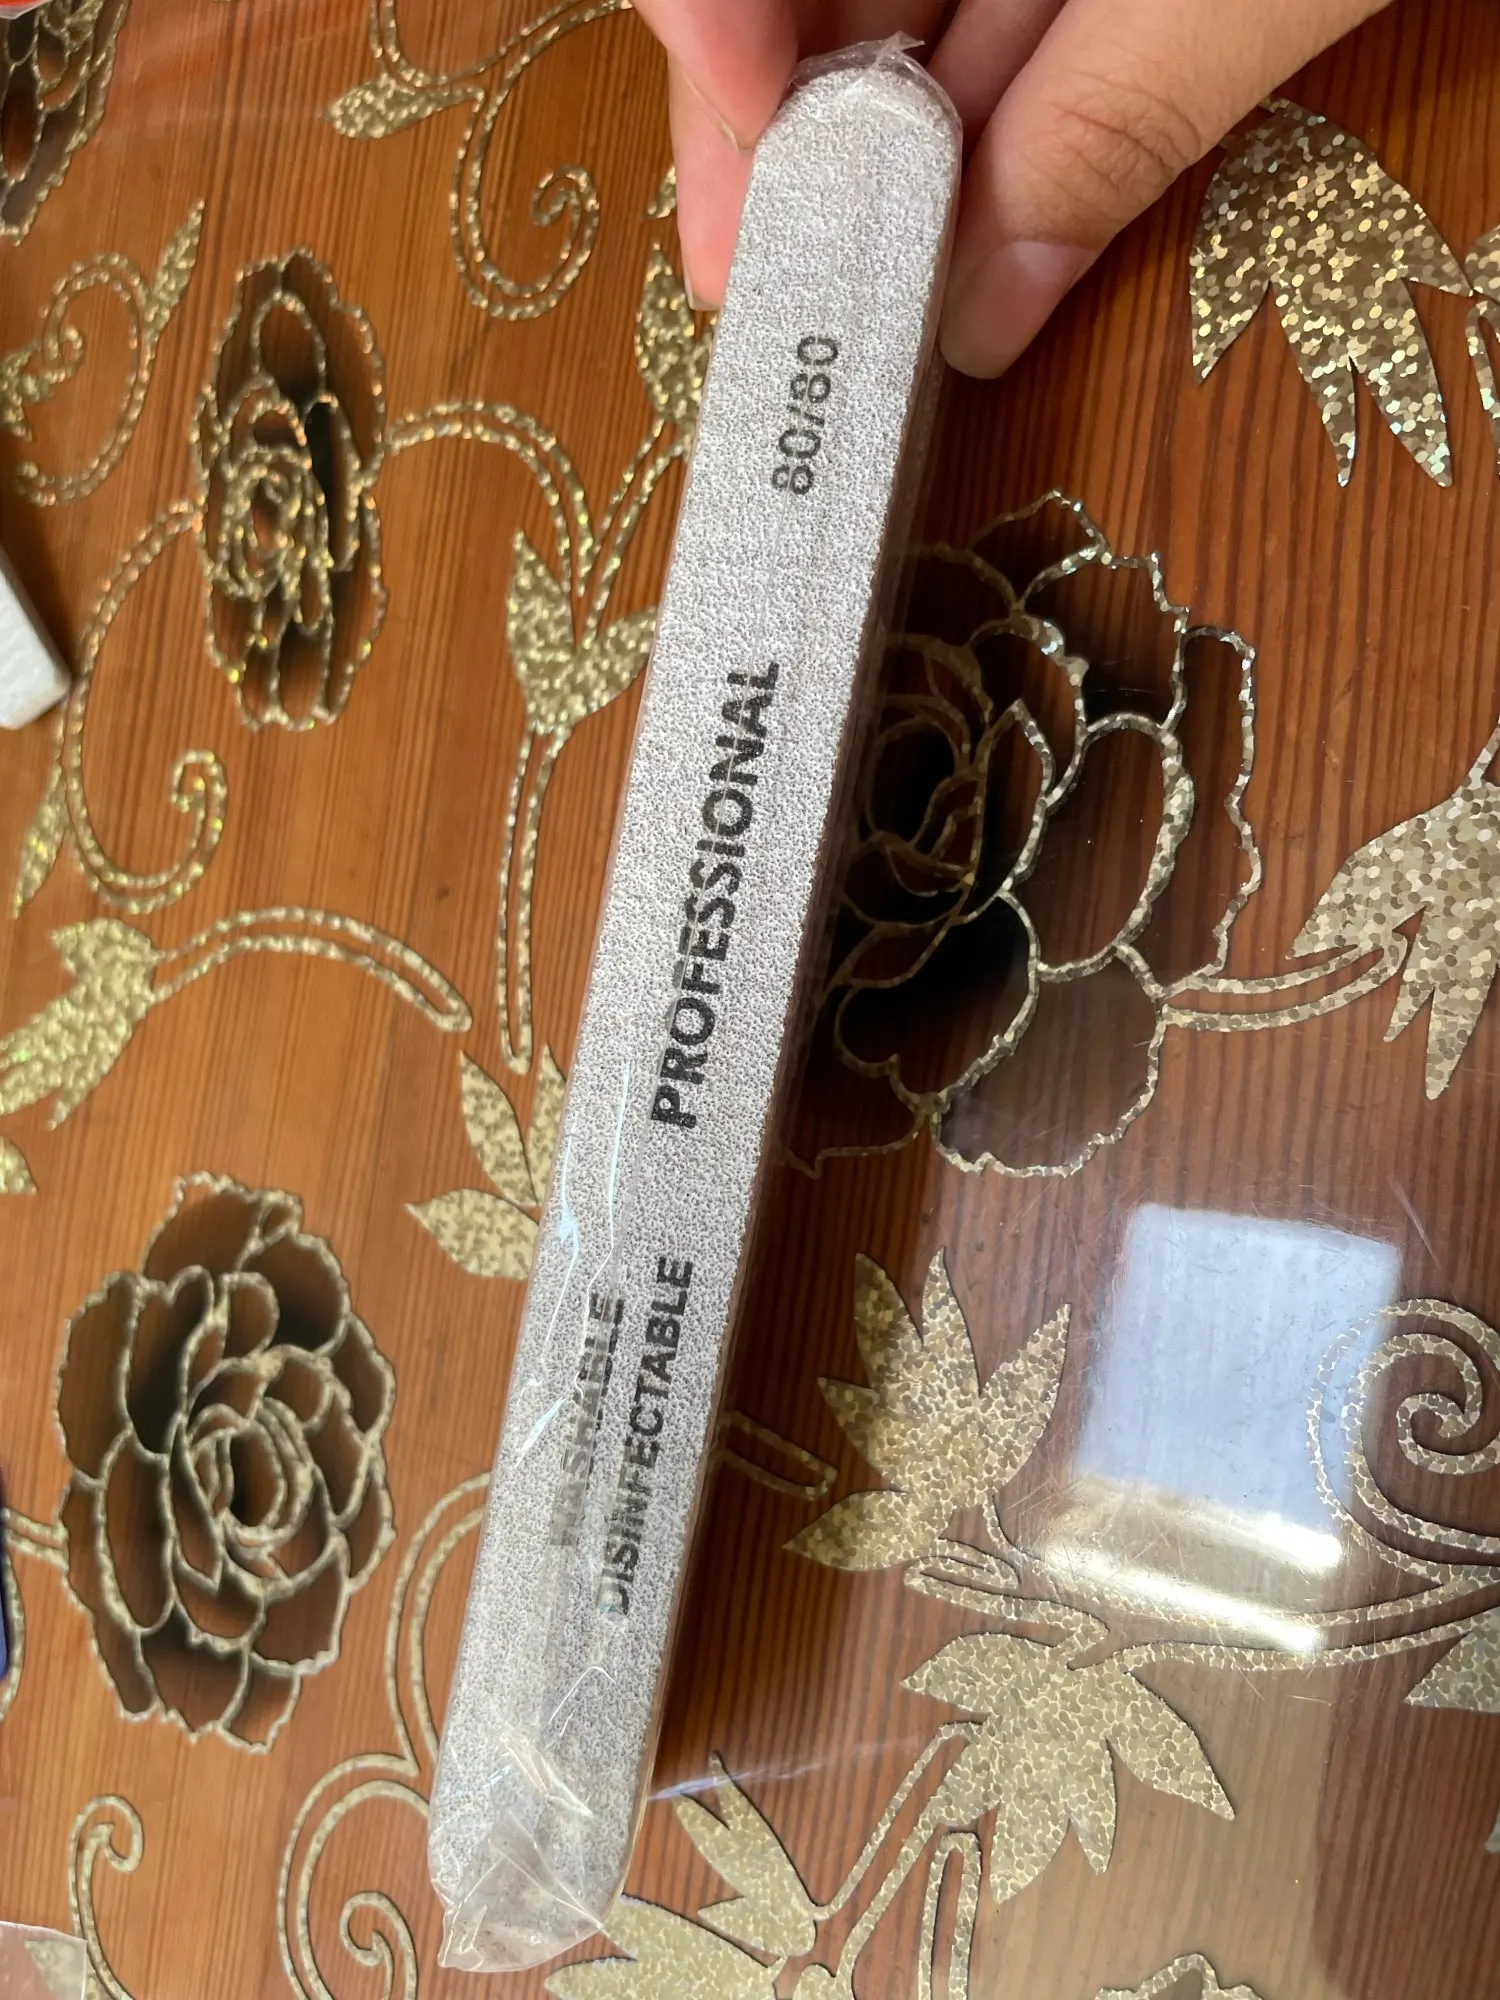 WASHABLE
DISINFECTABLE
PROFESSIONAL
80/80